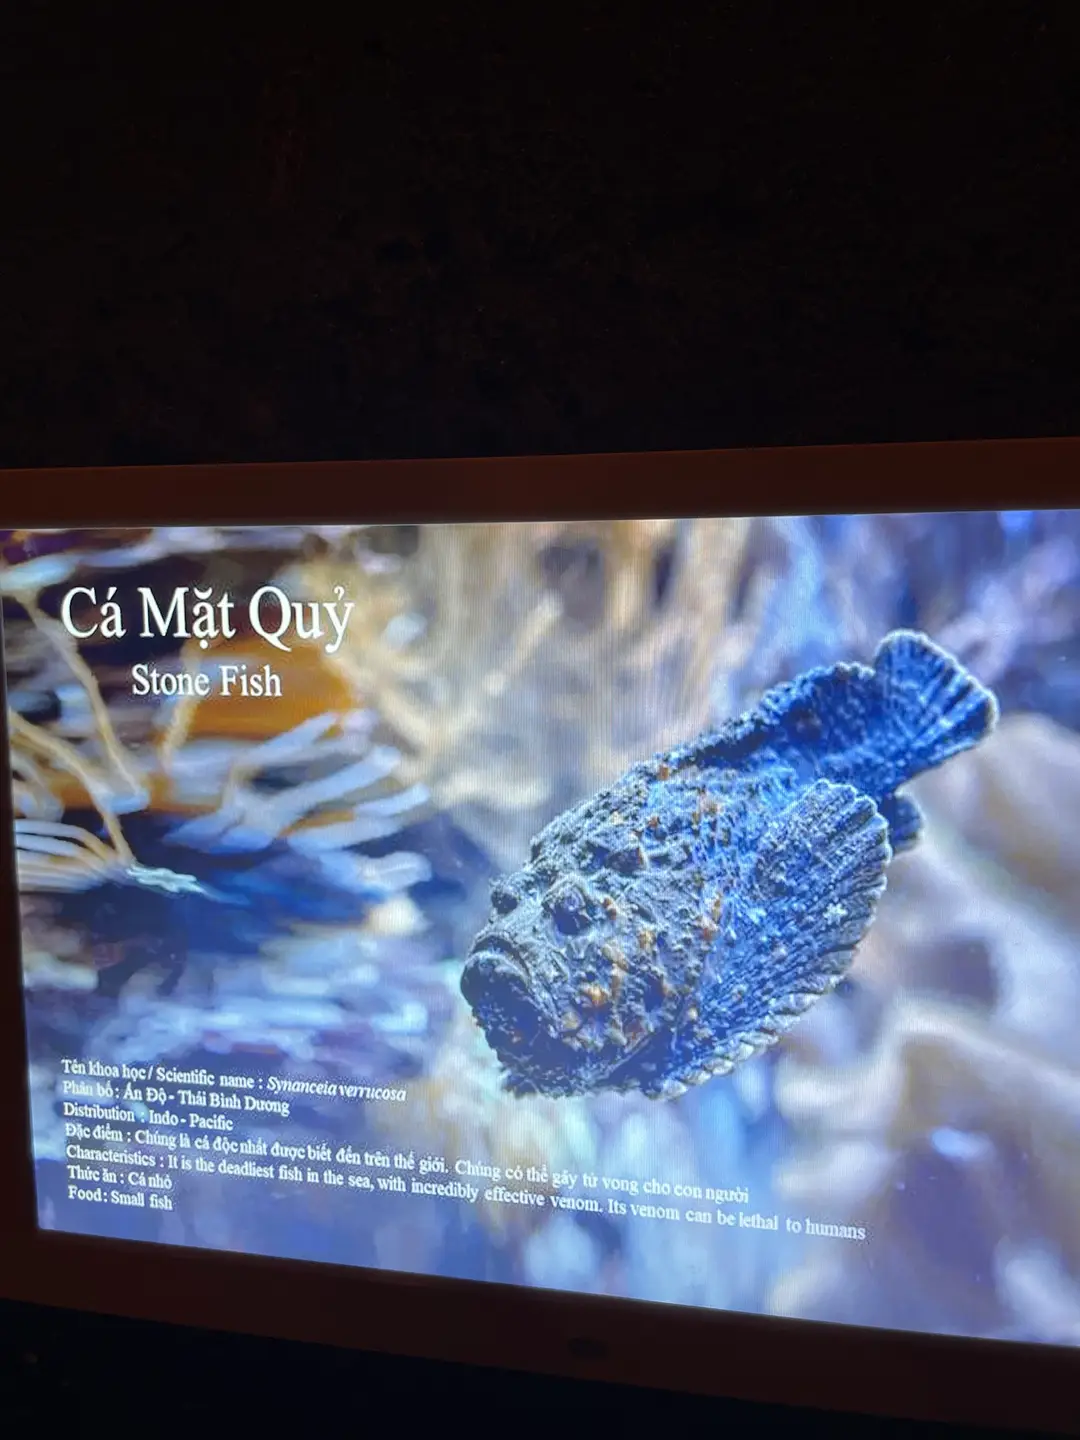 Cá Mặt Quỷ
Stone Fish
Tên khoa học / Scientific name : Synanceia verrucosa
Phân bố : Ấn Độ - Thái Bình Dương
Distribution : Indo - Pacific
Đặc điểm : Chúng là cá độc nhất được biết đến trên thế giới. Chúng có thể gây tử vong cho con người
Characteristics : It is the deadliest fish in the sea, with incredibly effective venom. Its venom can be lethal to humans
Thức ăn : Cá nhỏ
Food : Small fish